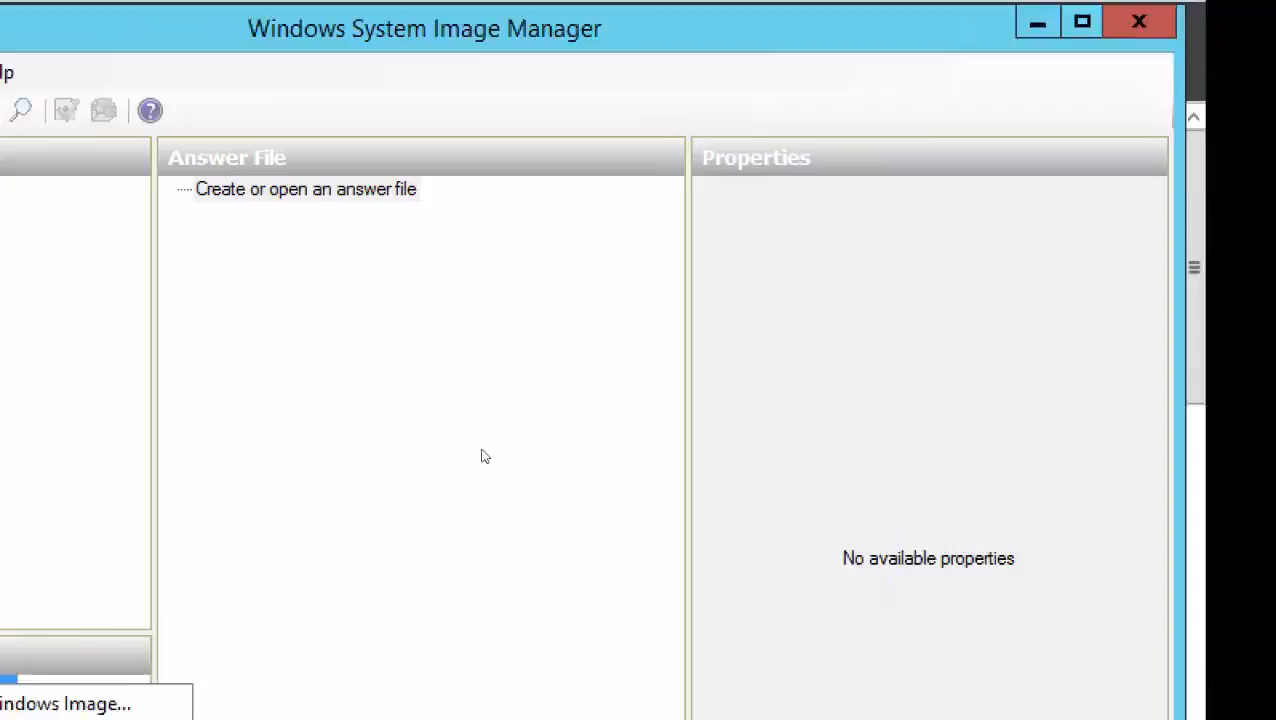 Windows System Image Manager
lp
Answer File
Properties
Create or open an answer file
No available properties
indows Image...